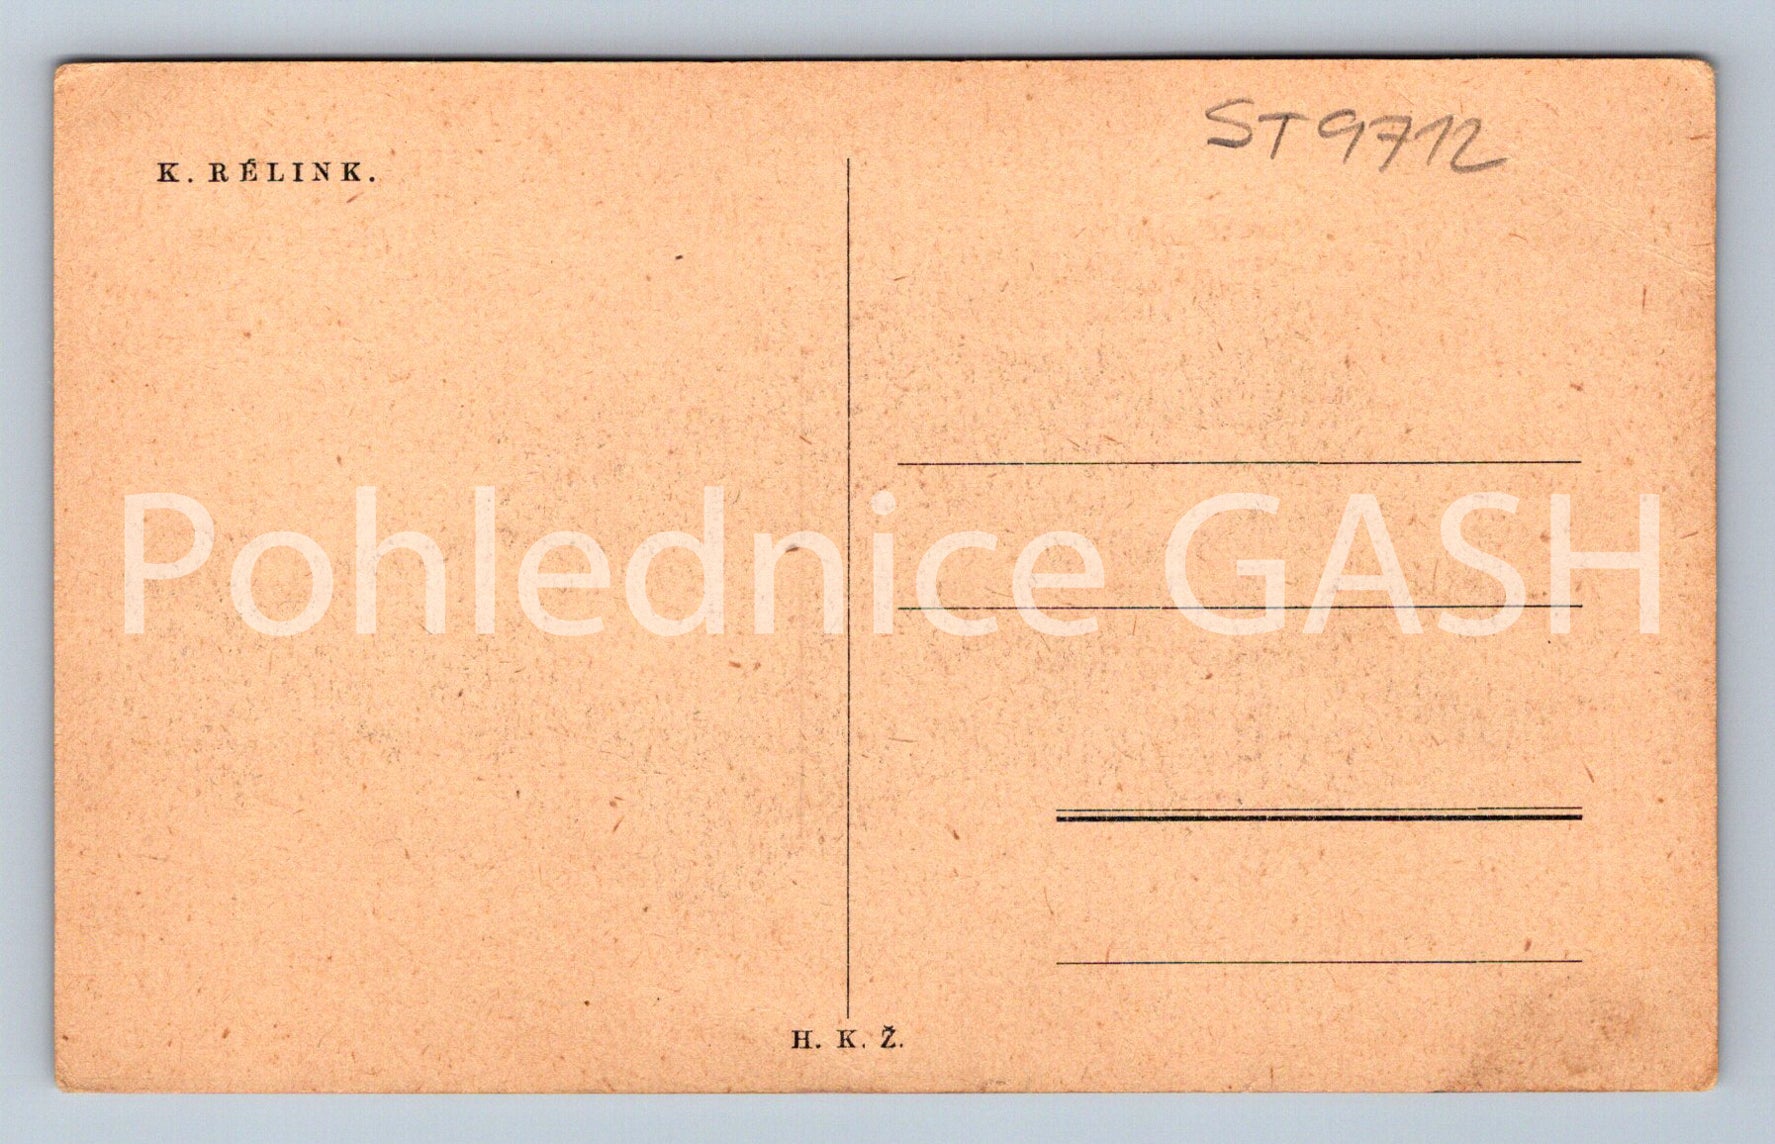 ST9712
K. RÉLINK.
Pohlednice GASH
H. K. Ž.